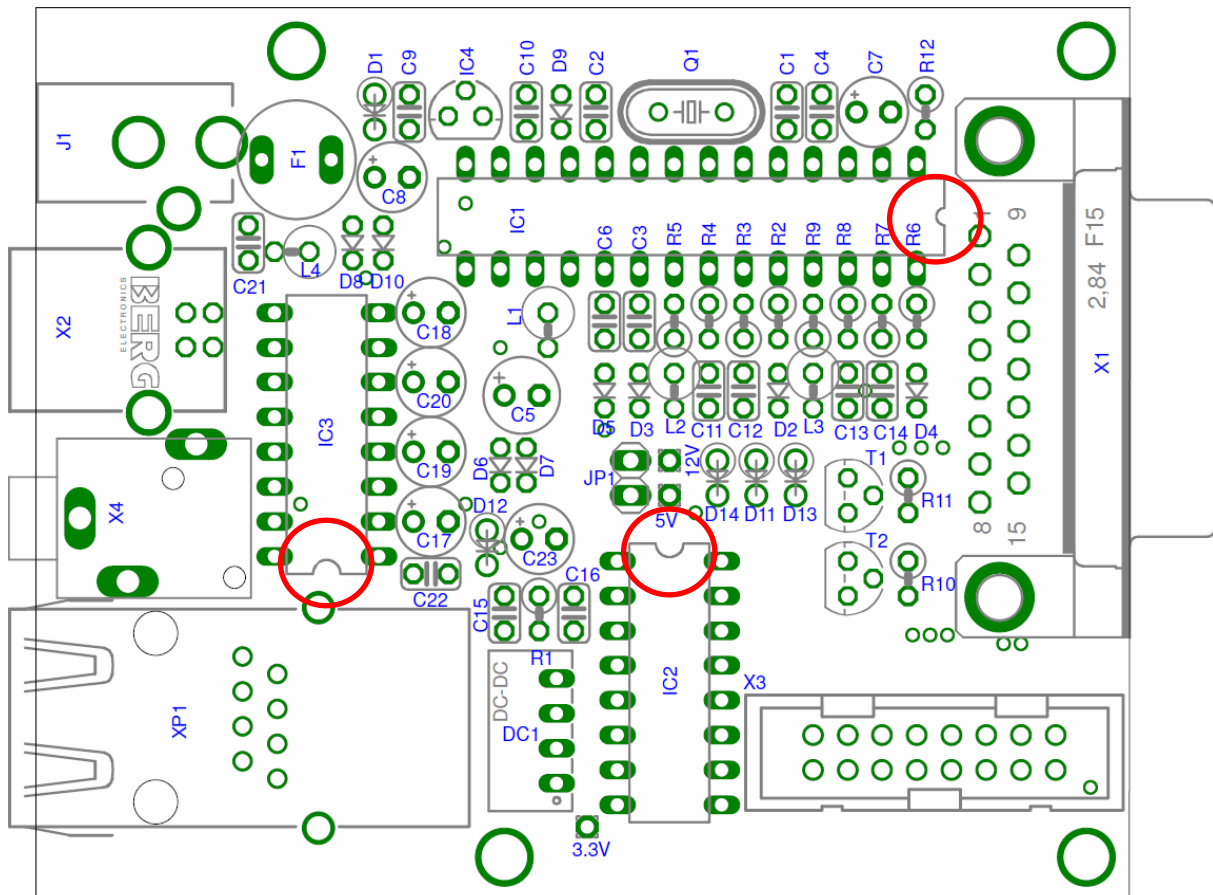 D1
C9
IC4
C10
D9
C2
Q1
C1
C4
C7
R12
J1
F1
C8
IC1
1
9
2,84 F15
C21
L4
D8
D10
C6
C3
R5
R4
R3
R2
R9
R8
R7
R6
X2
BERG
ELECTRONICS
C18
L1
X1
C20
C5
IC3
D5
D3
L2
C11
C12
D2
L3
C13
C14
D4
C19
D6
D7
JP1
12V
T1
X4
C17
D12
5V
D14
D11
D13
R11
8
15
C23
T2
C22
C15
C16
R10
R1
IC2
X3
XP1
DC-DC
DC1
3.3V